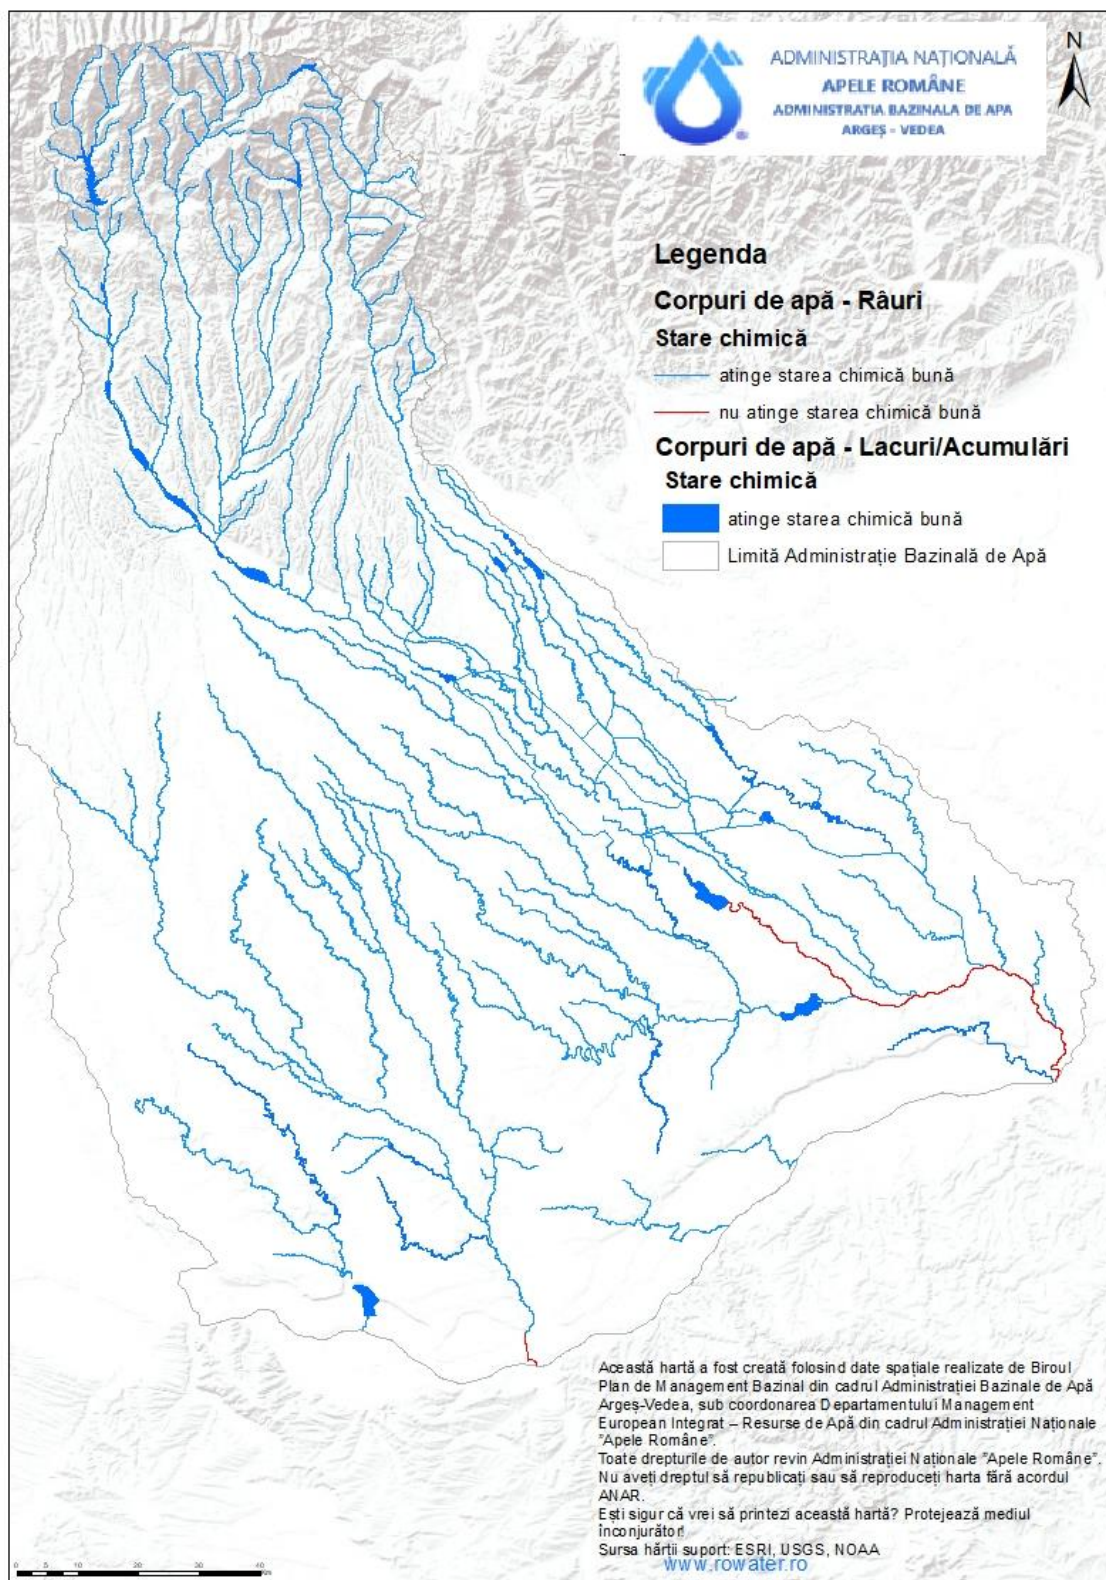 N
ADMINISTRAȚIA NAȚIONALĂ
APELE ROMÂNE
ADMINISTRATIA BAZINALA DE APA
ARGEȘ - VEDEA
Legenda
Corpuri de apă - Râuri
Stare chimică
atinge starea chimică bună
nu atinge starea chimică bună
Corpuri de apă - Lacuri/Acumulări
Stare chimică
atinge starea chimică bună
Limită Administrație Bazinală de Apă
Această hartă a fost creată folosind date spațiale realizate de Biroul
Plan de Management Bazinal din cadrul Administrației Bazinale de Apă
Argeș-Vedea, sub coordonarea Departamentului Management
European Integrat – Resurse de Apă din cadrul Administrației Naționale
"Apele Române".
Toate drepturile de autor revin Administrației Naționale "Apele Române".
Nu aveți dreptul să republicați sau să reproduceți harta fără acordul
ANAR.
Ești sigur că vrei să printezi această hartă? Protejează mediul
înconjurător!
Sursa hărții suport: ESRI, USGS, NOAA
www.rowater.ro
0 5 10 20 30 40
Km